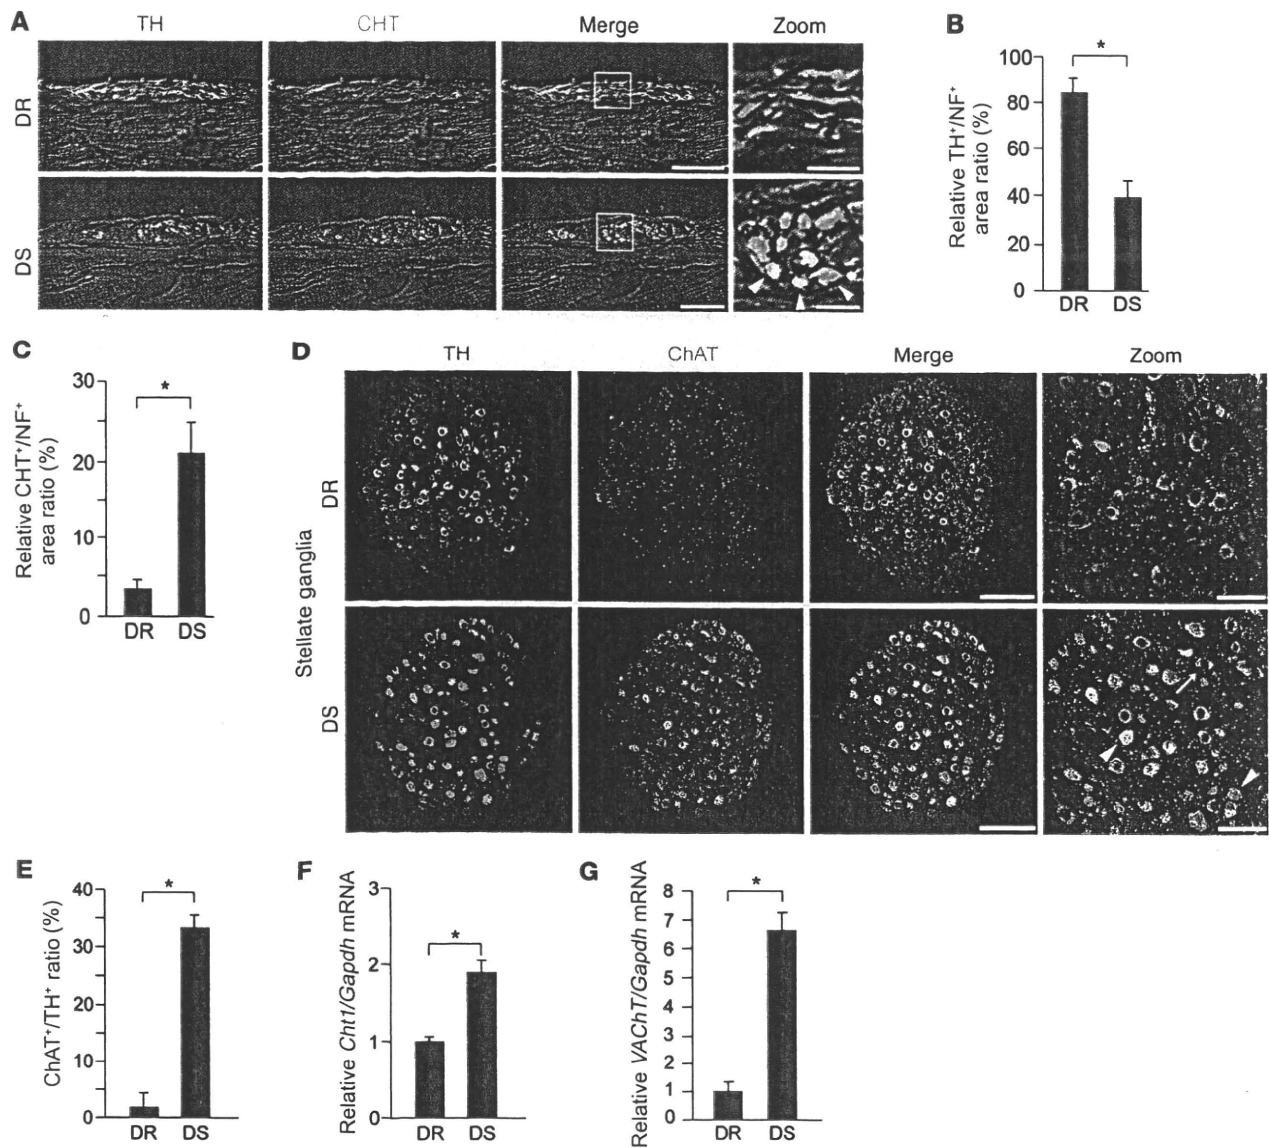 A
TH
CHT
Merge
Zoom
DR
DS
B
*
100
80
60
40
20
0
Relative TH⁺/NF⁺
area ratio (%)
DR
DS
C
*
30
20
10
0
Relative CHT⁺/NF⁺
area ratio (%)
DR
DS
D
TH
ChAT
Merge
Zoom
Stellate ganglia
DR
DS
E
*
40
30
20
10
0
ChAT⁺/TH⁺ ratio (%)
DR
DS
F
*
3
2
1
0
Relative Cht1/Gapdh mRNA
DR
DS
G
*
8
7
6
5
4
3
2
1
0
Relative VAChT/Gapdh mRNA
DR
DS